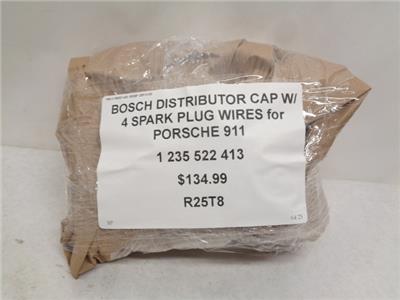 BOSCH DISTRIBUTOR CAP W/
4 SPARK PLUG WIRES for
PORSCHE 911
1 235 522 413
$134.99
R25T8